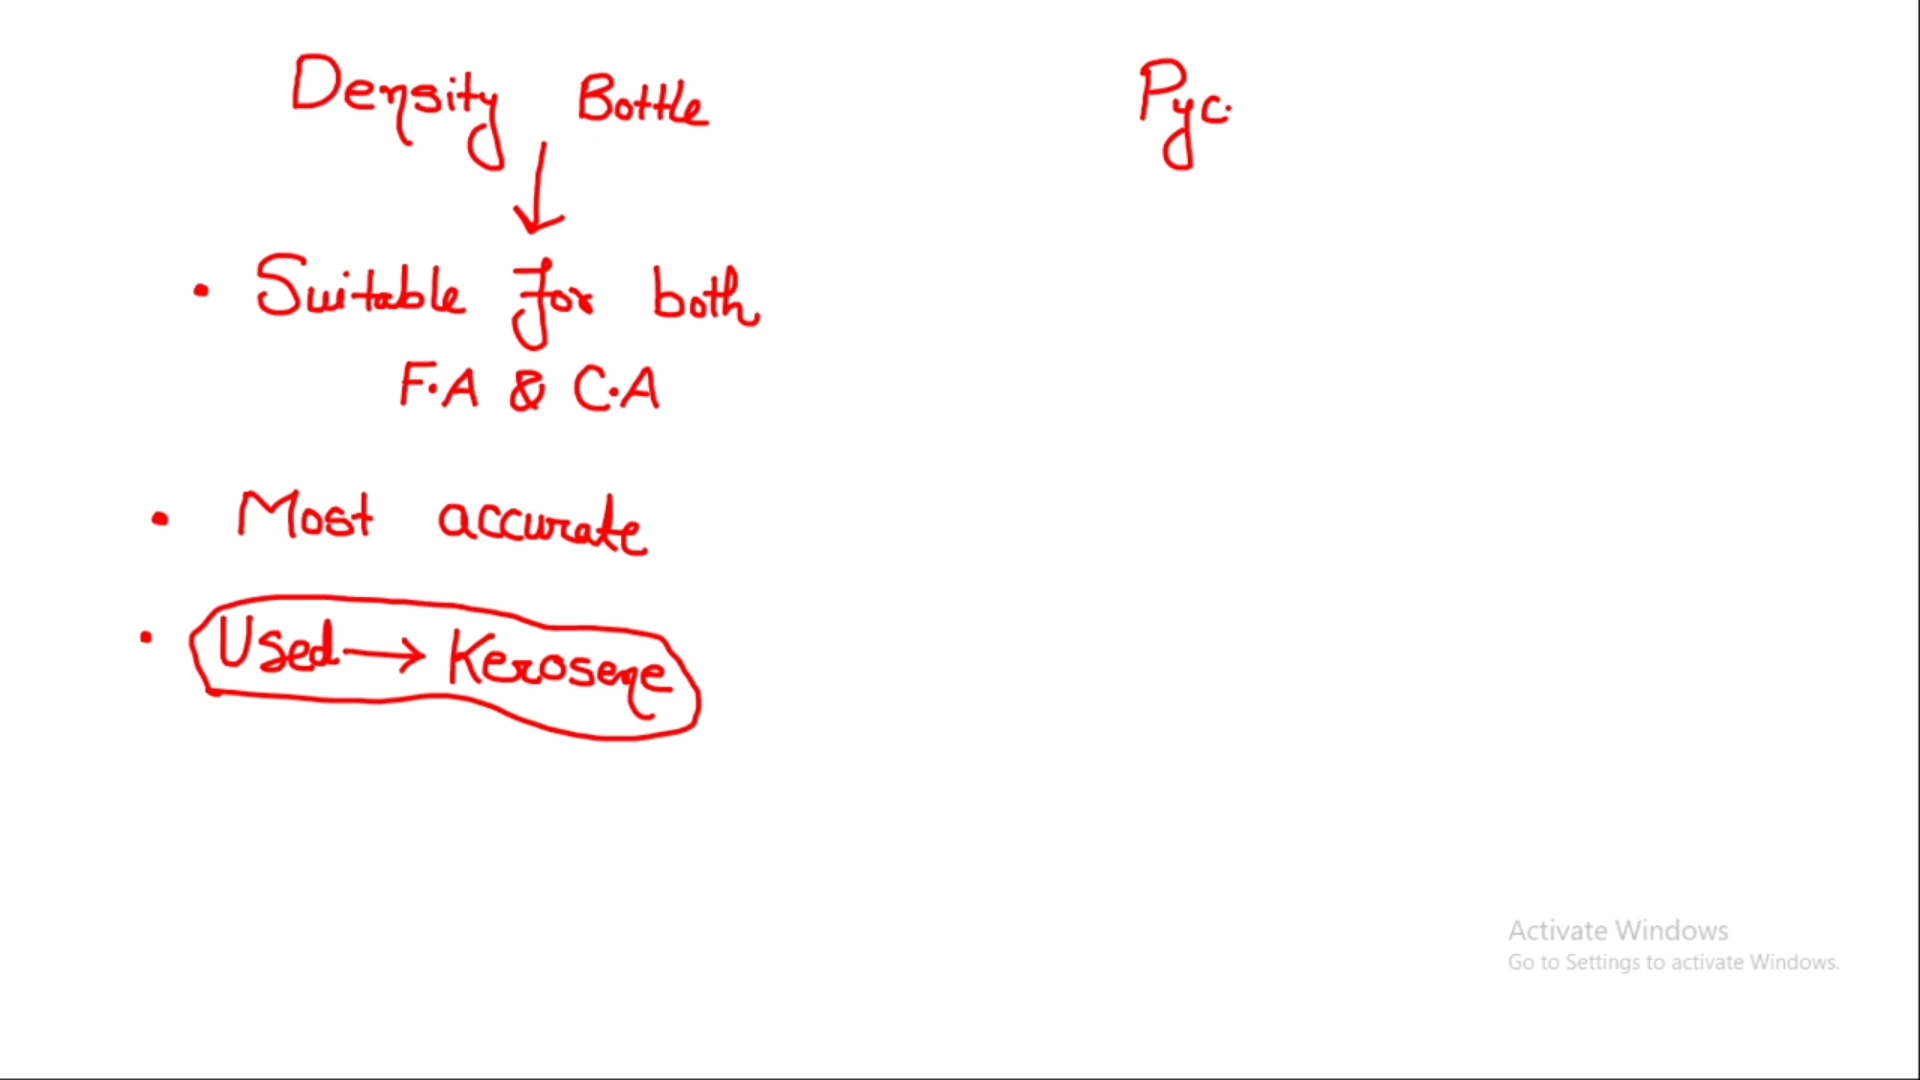 Density Bottle
Pyc.
• Suitable for both
F.A & C.A
• Most accurate
• Used → Kerosene
Activate Windows
Go to Settings to activate Windows.